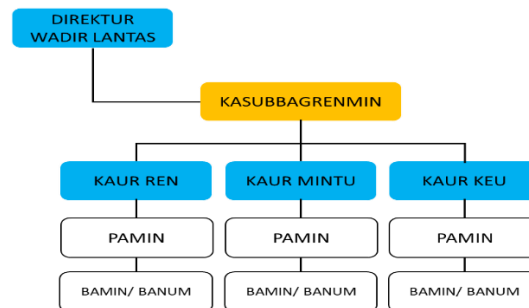 DIREKTUR
WADIR LANTAS
KASUBBAGRENMIN
KAUR REN
KAUR MINTU
KAUR KEU
PAMIN
PAMIN
PAMIN
BAMIN/ BANUM
BAMIN/ BANUM
BAMIN/ BANUM